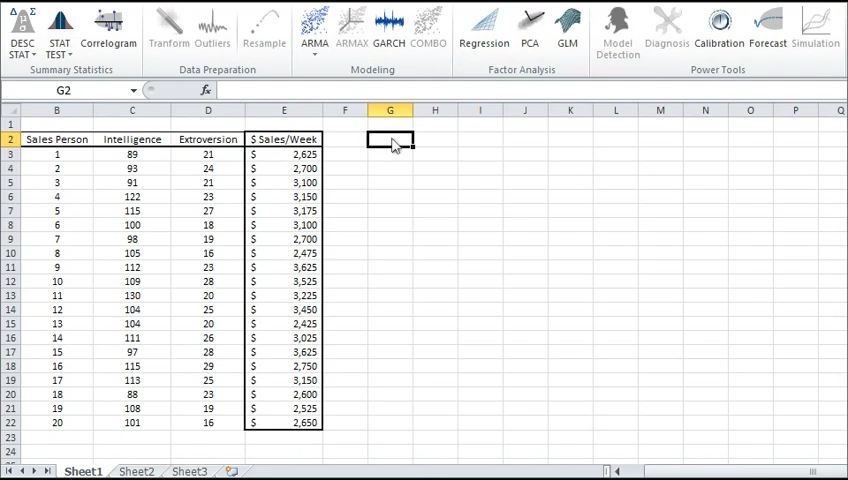 DESC STAT
STAT TEST
Correlogram
Tranform
Outliers
Resample
ARMA
ARMAX
GARCH
COMBO
Regression
PCA
GLM
Model Detection
Diagnosis
Calibration
Forecast
Simulation
Summary Statistics
Data Preparation
Modeling
Factor Analysis
Power Tools
G2
fx
B C D E F G H I J K L M N O P Q
1
2 Sales Person Intelligence Extroversion $ Sales/Week
3 1 89 21 $ 2,625
4 2 93 24 $ 2,700
5 3 91 21 $ 3,100
6 4 122 23 $ 3,150
7 5 115 27 $ 3,175
8 6 100 18 $ 3,100
9 7 98 19 $ 2,700
10 8 105 16 $ 2,475
11 9 112 23 $ 3,625
12 10 109 28 $ 3,525
13 11 130 20 $ 3,225
14 12 104 25 $ 3,450
15 13 104 20 $ 2,425
16 14 111 26 $ 3,025
17 15 97 28 $ 3,625
18 16 115 29 $ 2,750
19 17 113 25 $ 3,150
20 18 88 23 $ 2,600
21 19 108 19 $ 2,525
22 20 101 16 $ 2,650
23
24
Sheet1 Sheet2 Sheet3